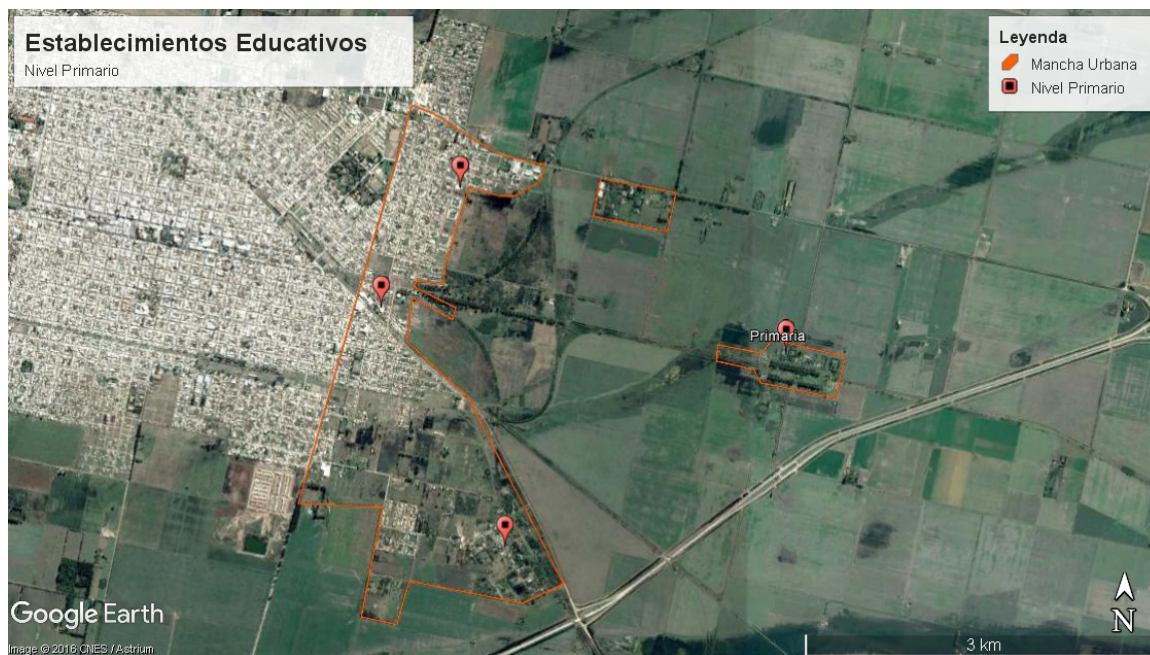 Establecimientos Educativos
Nivel Primario
Leyenda
Mancha Urbana
Nivel Primario
Primaria
Google Earth
N
Image © 2016 CNES / Astrium
3 km